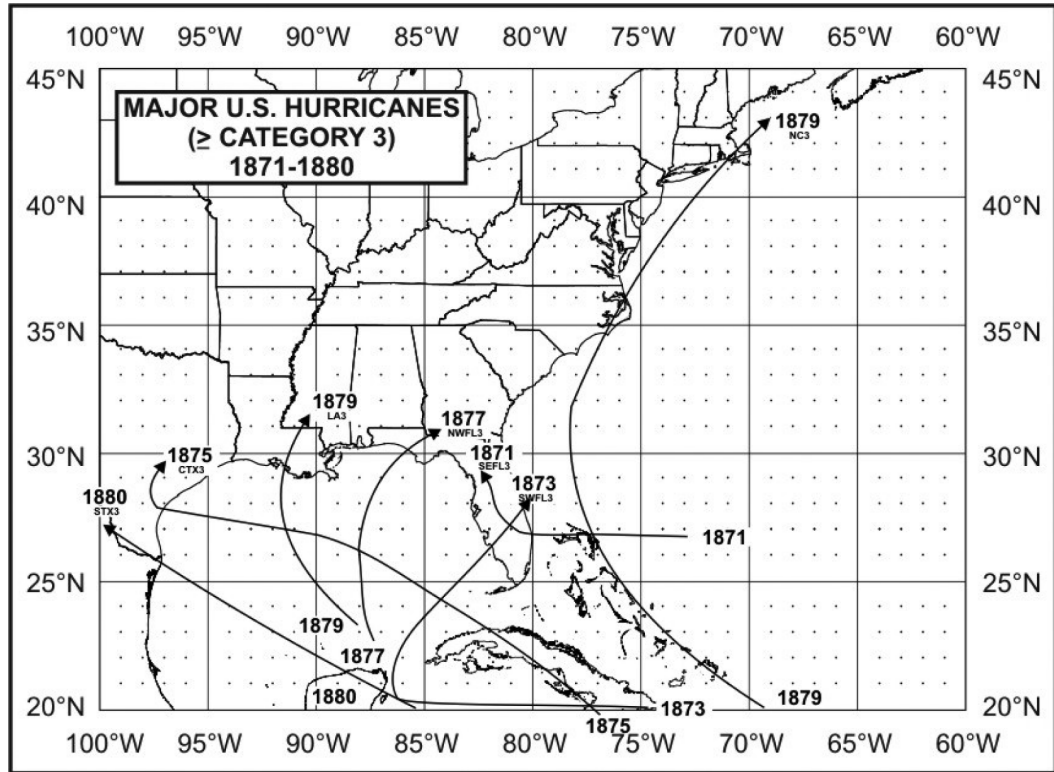 100°W 95°W 90°W 85°W 80°W 75°W 70°W 65°W 60°W
45°N 45°N
MAJOR U.S. HURRICANES
(≥ CATEGORY 3)
1871-1880
1879
NC3
40°N 40°N
35°N 35°N
1879
LA3
1877
NWFL3
30°N 30°N
1875
CTX3
1871
SEFL3
1873
SWFL3
1880
STX3
1871
25°N 25°N
1879
1877
1880
20°N 20°N
1873
1879
1875
100°W 95°W 90°W 85°W 80°W 75°W 70°W 65°W 60°W